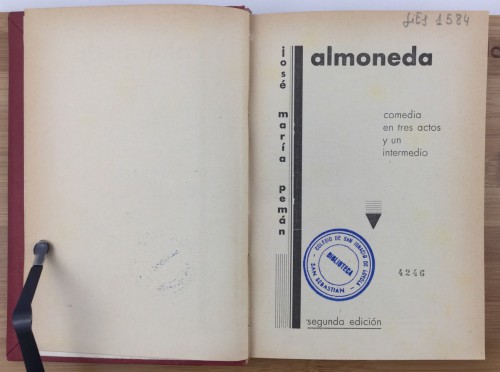 josé maría pemán
almoneda
comedia
en tres actos
y un
intermedio
COLEGIO DE SAN IGNACIO DE LOYOLA
BIBLIOTECA
SAN SEBASTIAN
4246
segunda edición
1584